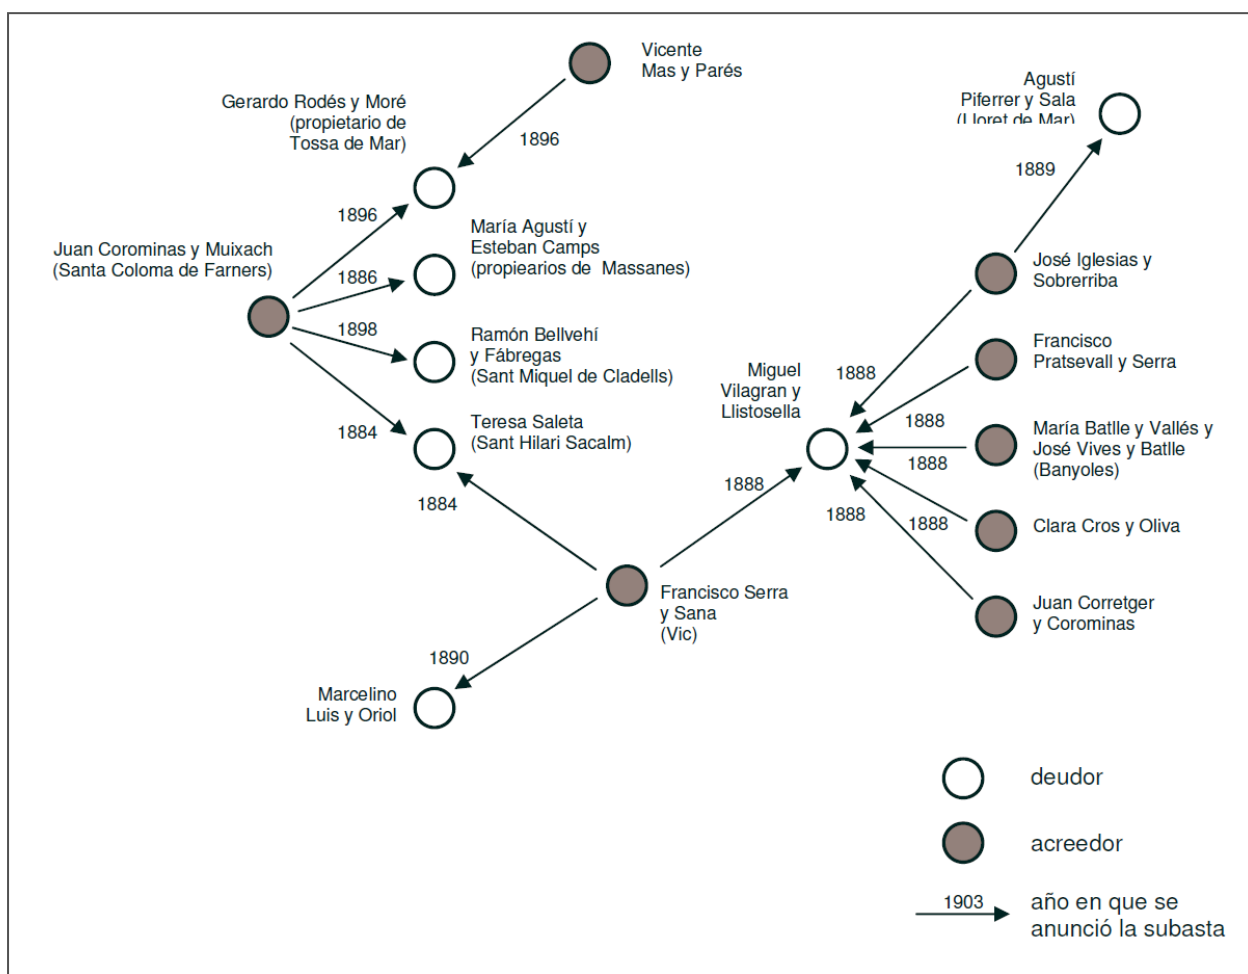 Vicente
Mas y Parés
Agustí
Piferrer y Sala
(Lloret de Mar)
Gerardo Rodés y Moré
(propietario de
Tossa de Mar)
1896
1889
1896
María Agustí y
Esteban Camps
(propiearios de Massanes)
Juan Corominas y Muixach
(Santa Coloma de Farners)
José Iglesias y
Sobrerriba
1886
1898
Ramón Bellvehí
y Fábregas
(Sant Miquel de Cladells)
Francisco
Pratsevall y Serra
Miguel
Vilagran y
Llistosella
1888
1884
Teresa Saleta
(Sant Hilari Sacalm)
1888
María Batlle y Vallés y
José Vives y Batlle
(Banyoles)
1888
1884
1888
1888
1888
Clara Cros y Oliva
Francisco Serra
y Sana
(Vic)
Juan Corretger
y Corominas
1890
Marcelino
Luis y Oriol
deudor
acreedor
1903
año en que se
anunció la subasta